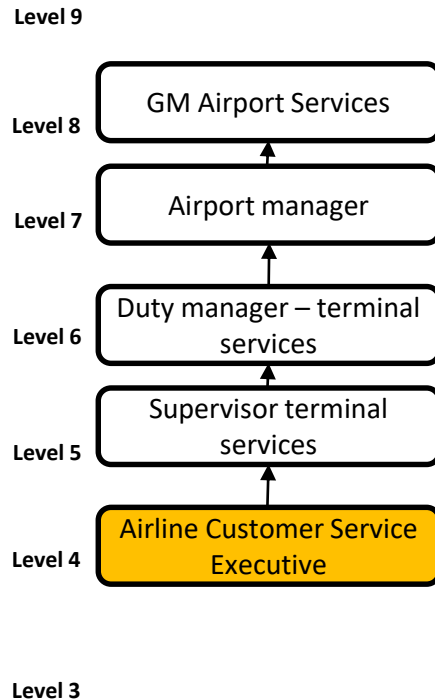 Level 9
GM Airport Services
Level 8
Airport manager
Level 7
Duty manager – terminal
services
Level 6
Supervisor terminal
services
Level 5
Airline Customer Service
Executive
Level 4
Level 3